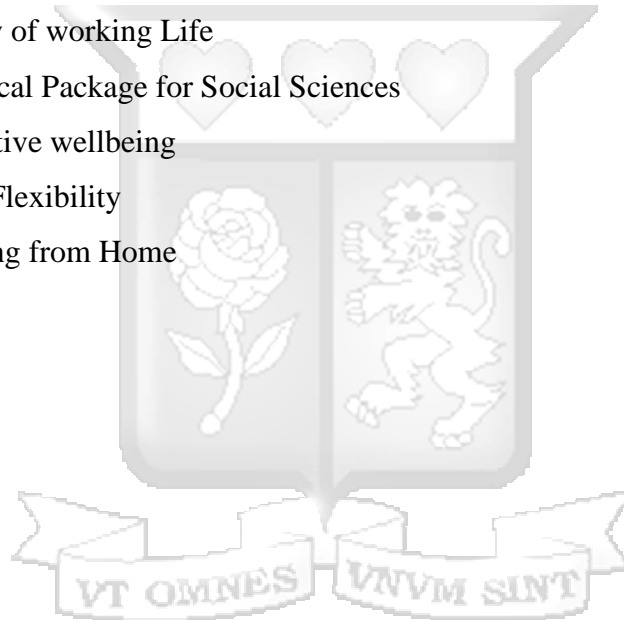 y of working Life
cal Package for Social Sciences
tive wellbeing
Flexibility
ng from Home
VT OMNES VNVM SINT